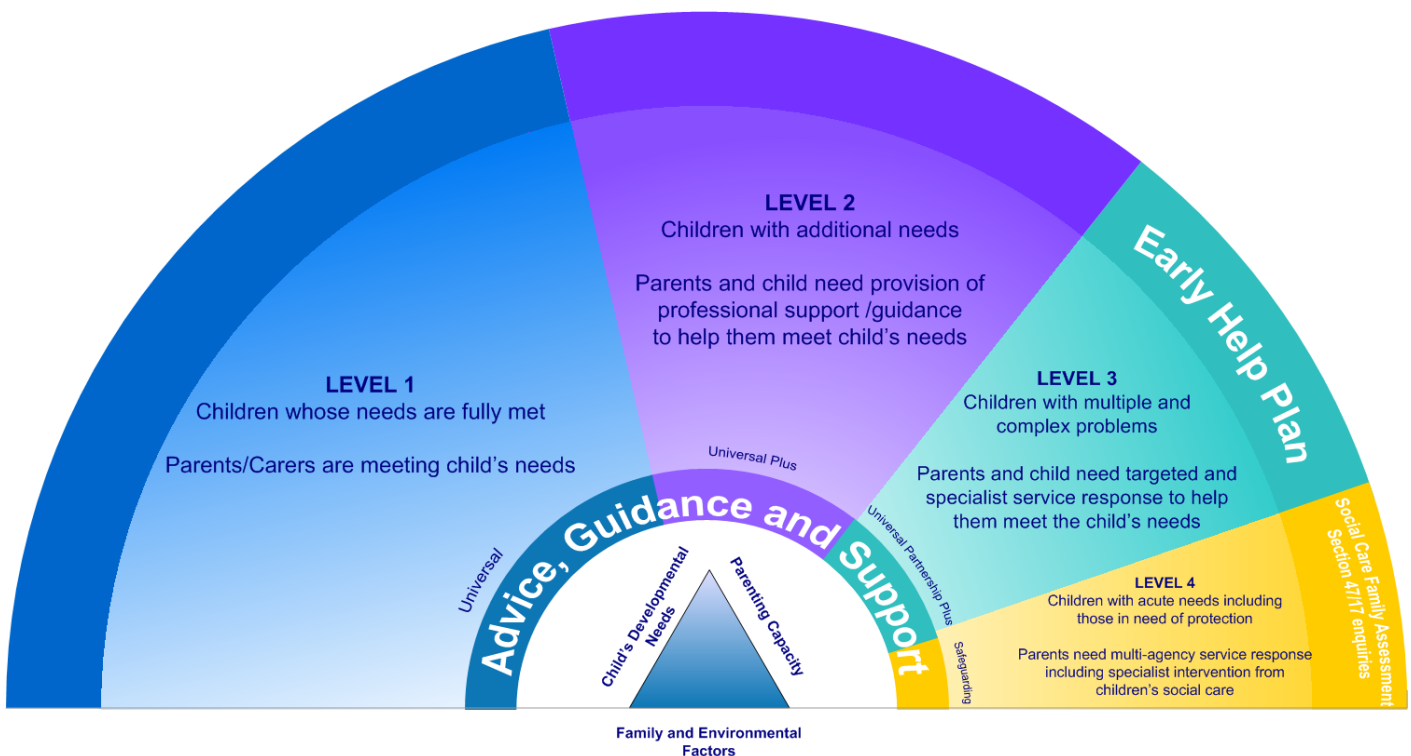 LEVEL 1
Children whose needs are fully met
Parents/Carers are meeting child's needs
LEVEL 2
Children with additional needs
Parents and child need provision of
professional support /guidance
to help them meet child's needs
LEVEL 3
Children with multiple and
complex problems
Parents and child need targeted and
specialist service response to help
them meet the child's needs
LEVEL 4
Children with acute needs including
those in need of protection
Parents need multi-agency service response
including specialist intervention from
children's social care
Early Help Plan
Social Care Family Assessment
Section 47/17 enquiries
Universal
Universal Plus
Universal Partnership Plus
Safeguarding
Advice, Guidance and Support
Child's Developmental
Needs
Parenting Capacity
Family and Environmental
Factors